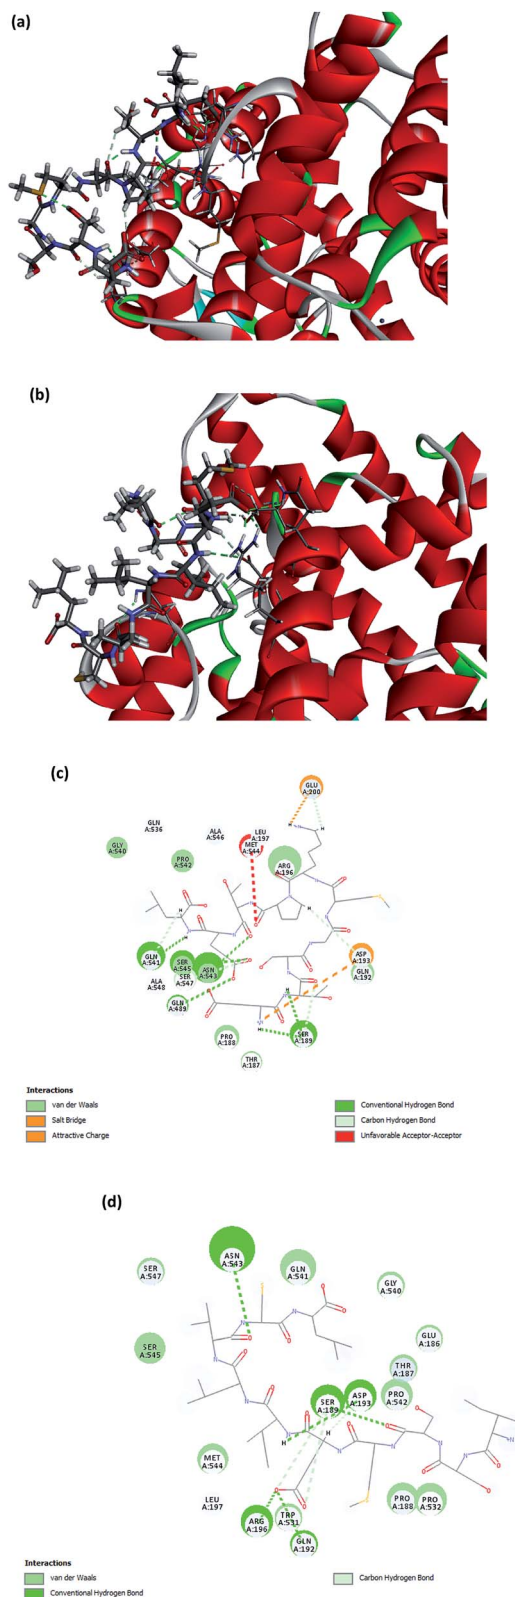 (a)
(b)
(c)
GLU
A:200
GLN
A:536
ALA
A:546
LEU
A:197
MET
A:544
GLY
A:540
PRO
A:542
ARG
A:196
GLN
A:541
SER
A:545
ASN
A:543
SER
A:547
ALA
A:548
ASP
A:193
GLN
A:192
GLN
A:489
PRO
A:188
SER
A:189
THR
A:187
Interactions
van der Waals
Salt Bridge
Attractive Charge
Conventional Hydrogen Bond
Carbon Hydrogen Bond
Unfavorable Acceptor-Acceptor
(d)
ASN
A:543
SER
A:547
GLN
A:541
GLY
A:540
GLU
A:186
SER
A:545
THR
A:187
SER
A:189
ASP
A:193
PRO
A:542
MET
A:544
LEU
A:197
PRO
A:188
PRO
A:532
ARG
A:196
TRP
A:531
GLN
A:192
Interactions
van der Waals
Conventional Hydrogen Bond
Carbon Hydrogen Bond